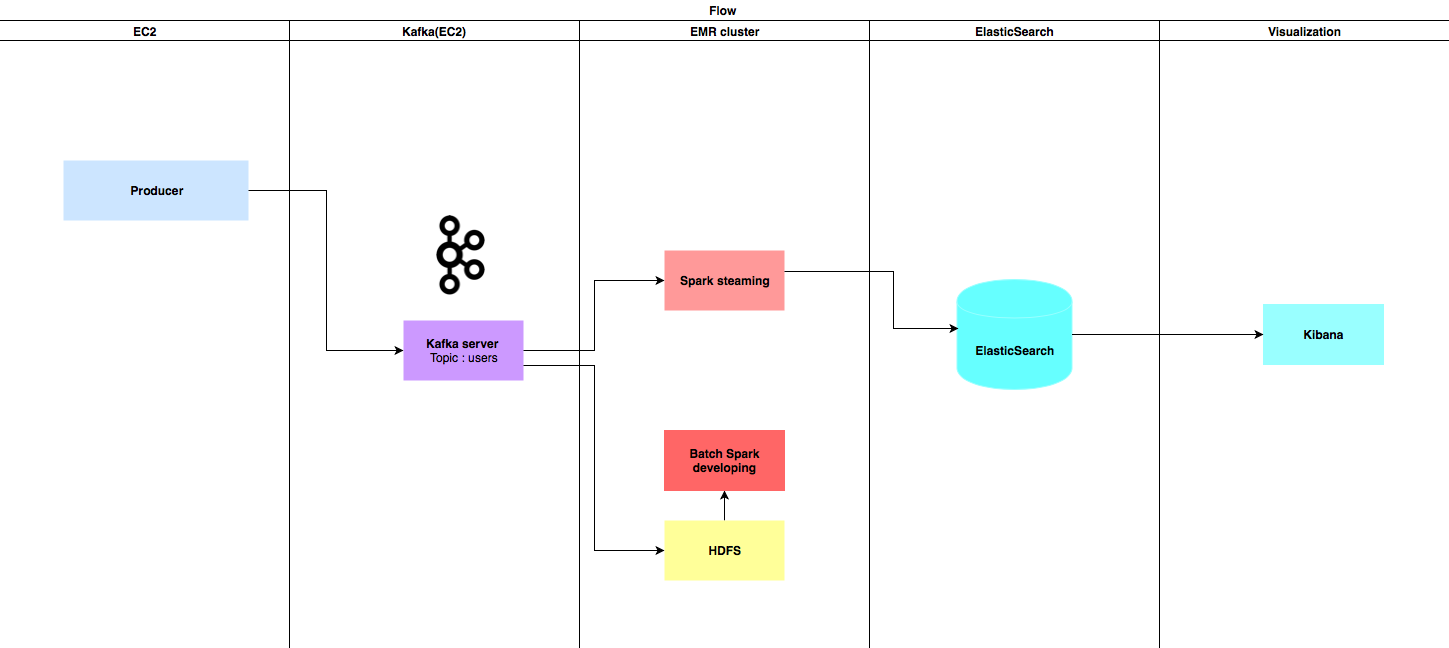 Flow
EC2
Kafka(EC2)
EMR cluster
ElasticSearch
Visualization
Producer
Kafka server
Topic : users
Spark steaming
ElasticSearch
Kibana
Batch Spark
developing
HDFS